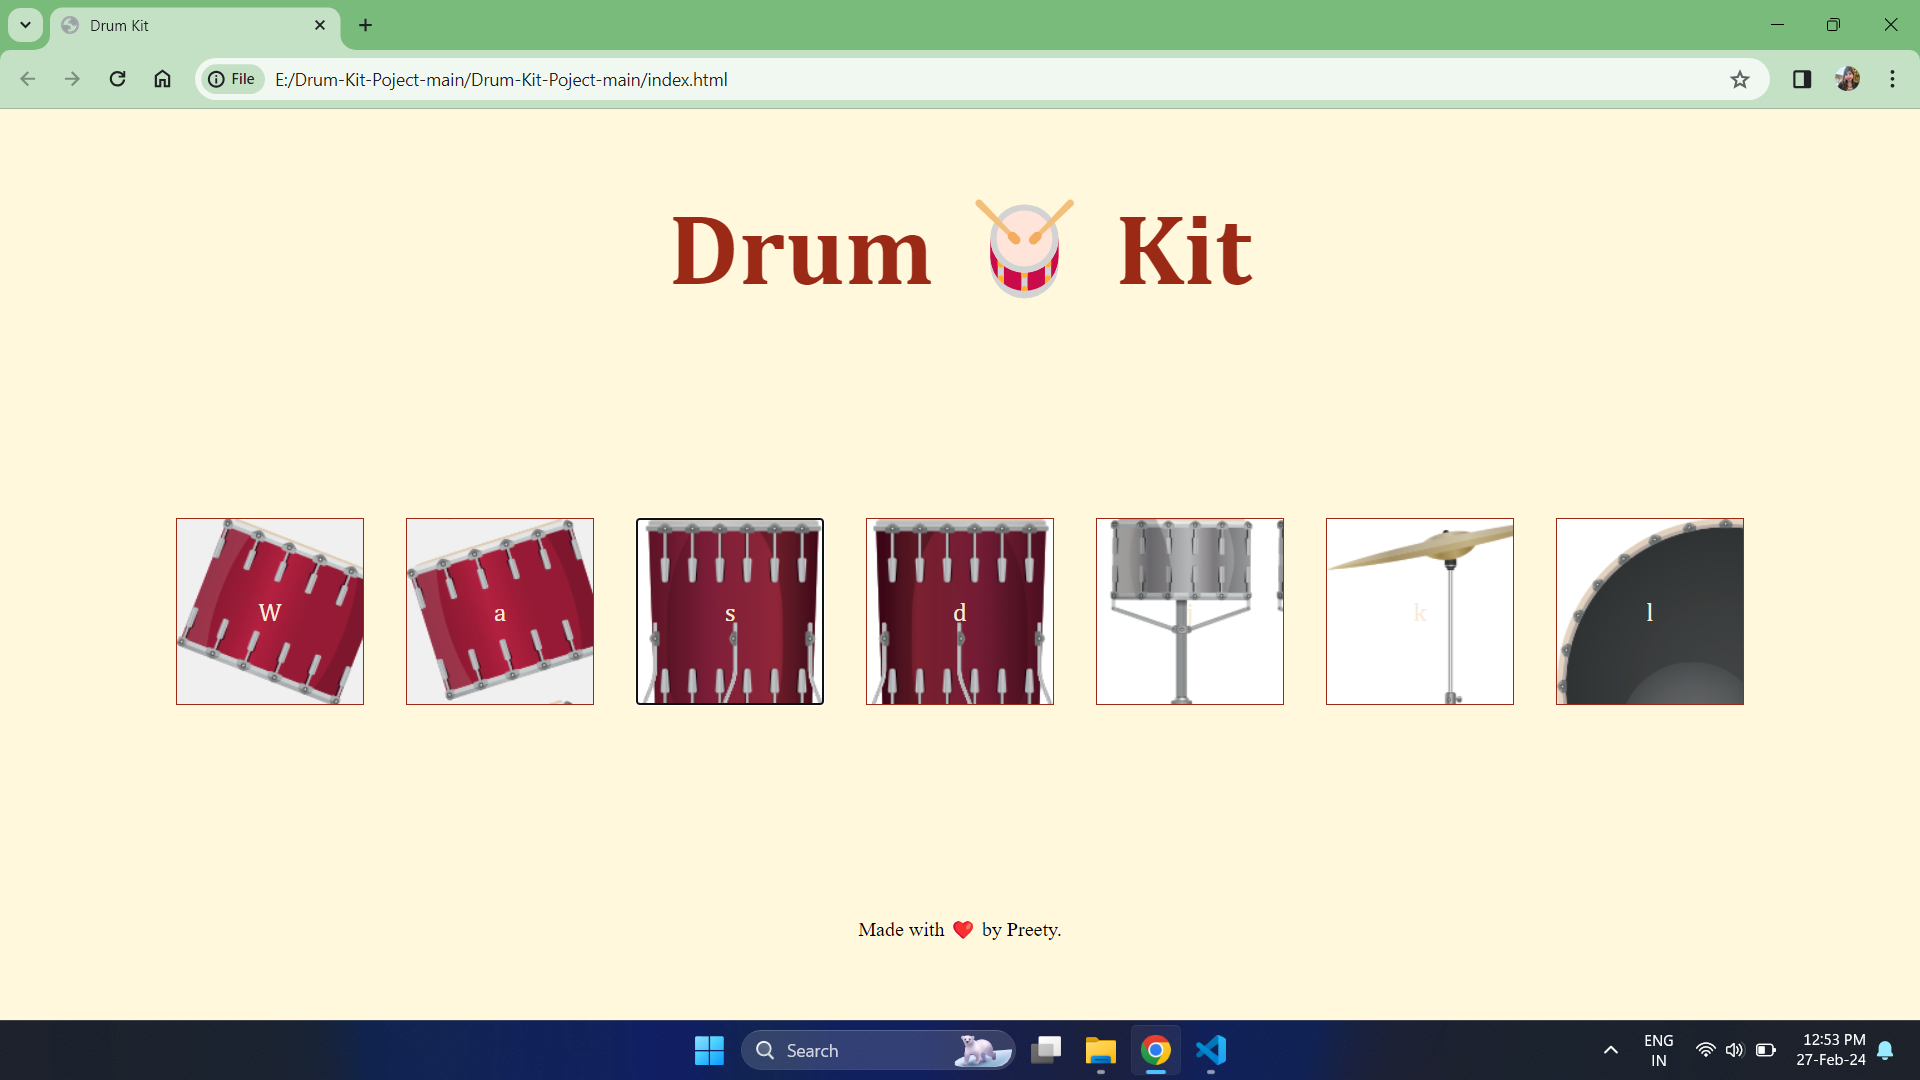 Drum Kit
File E:/Drum-Kit-Poject-main/Drum-Kit-Poject-main/index.html
Drum Kit
w a s d j k l
Made with ❤️ by Preety.
Search
ENG
IN
12:53 PM
27-Feb-24